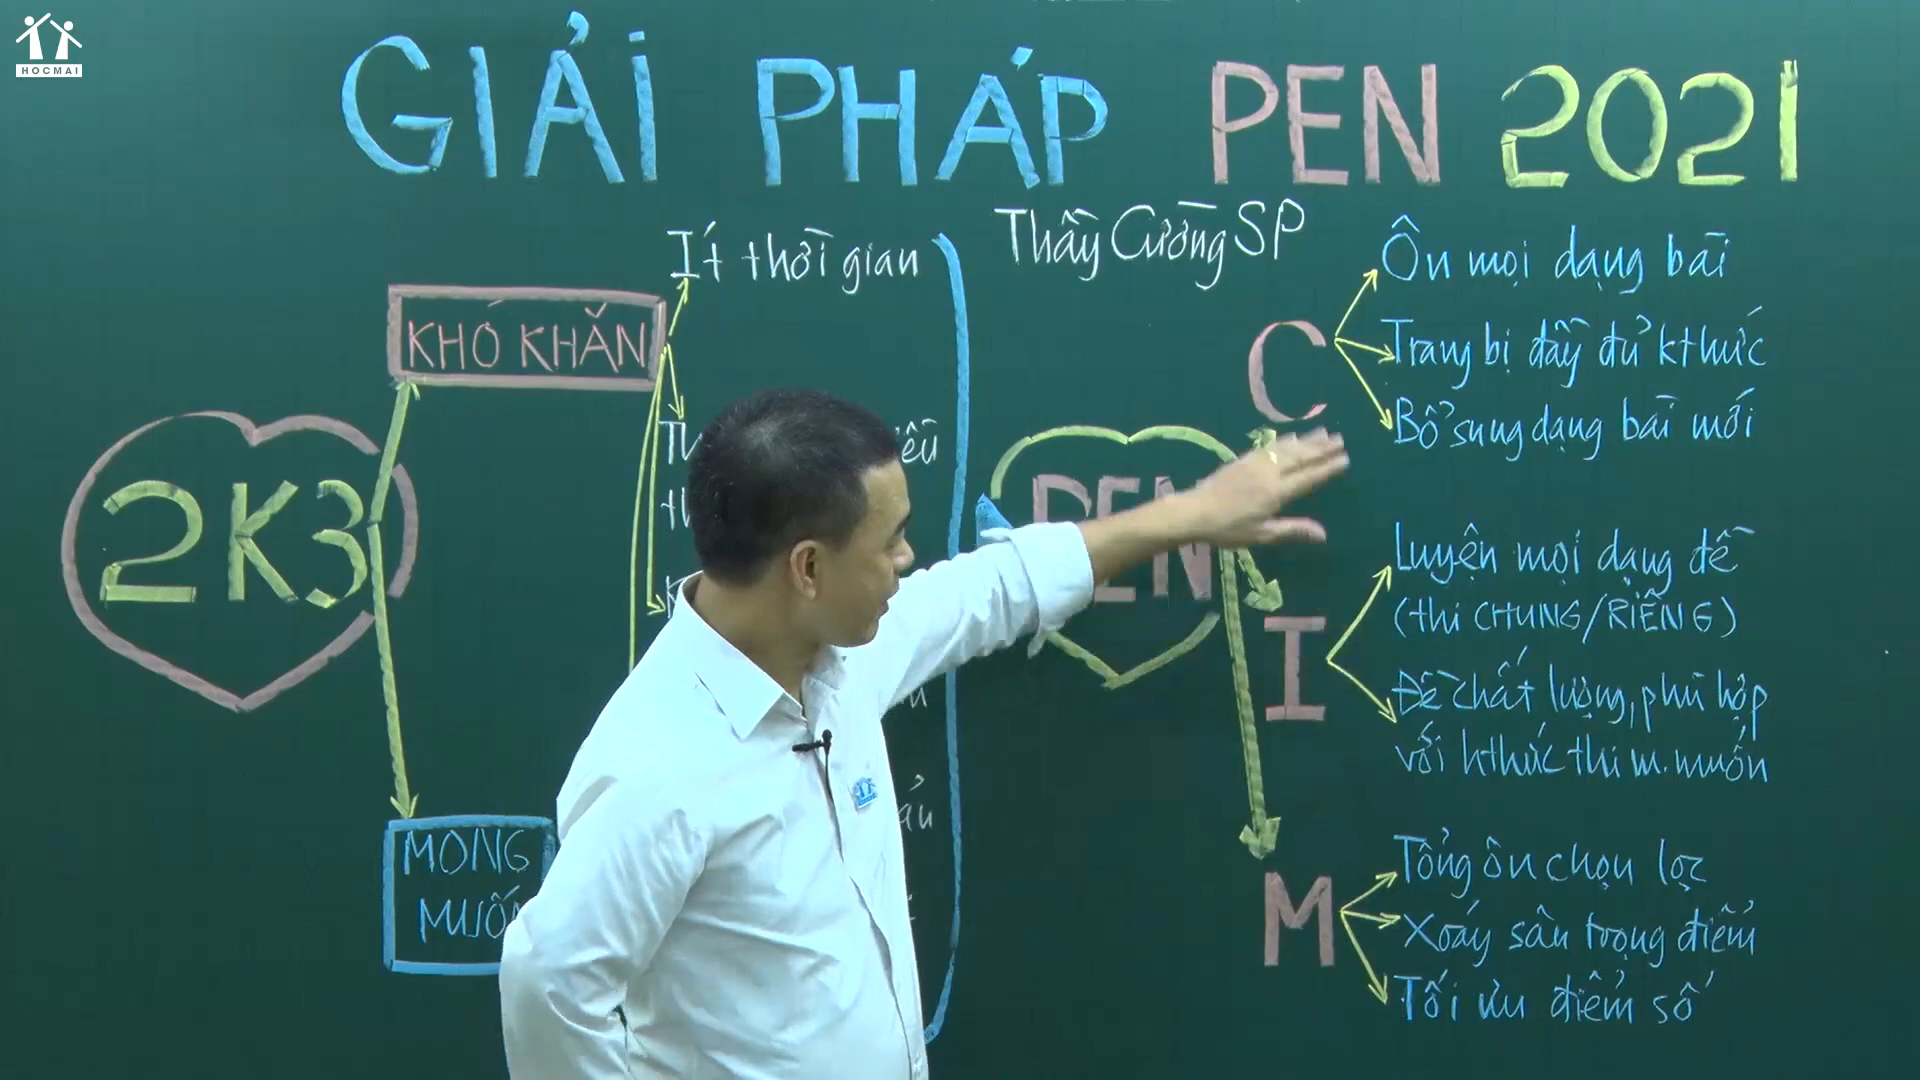 HOCMAI
GIẢI PHÁP PEN 2021
Thầy Cường SP
2K3
KHÓ KHĂN
Ít thời gian
MONG
PEN
C
Ôn mọi dạng bài
Trang bị đầy đủ kthức
Bổ sung dạng bài mới
I
Luyện mọi dạng đề
(thi CHUNG/RIÊNG)
Đề chất lượng, phù hợp
với hthức thi m.muốn
M
Tổng ôn chọn lọc
Xoáy sâu trọng điểm
Tối ưu điểm số